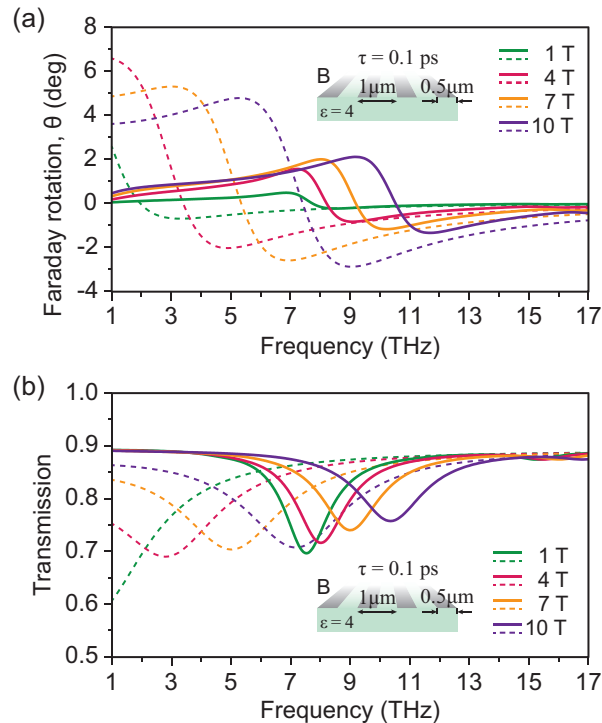 (a)
8
6
4
2
0
-2
-4
Faraday rotation, θ (deg)
τ = 0.1 ps
B
1μm
0.5μm
ε = 4
1 T
4 T
7 T
10 T
1 3 5 7 9 11 13 15 17
Frequency (THz)
(b)
1.0
0.9
0.8
0.7
0.6
0.5
Transmission
τ = 0.1 ps
B
1μm
0.5μm
ε = 4
1 T
4 T
7 T
10 T
1 3 5 7 9 11 13 15 17
Frequency (THz)